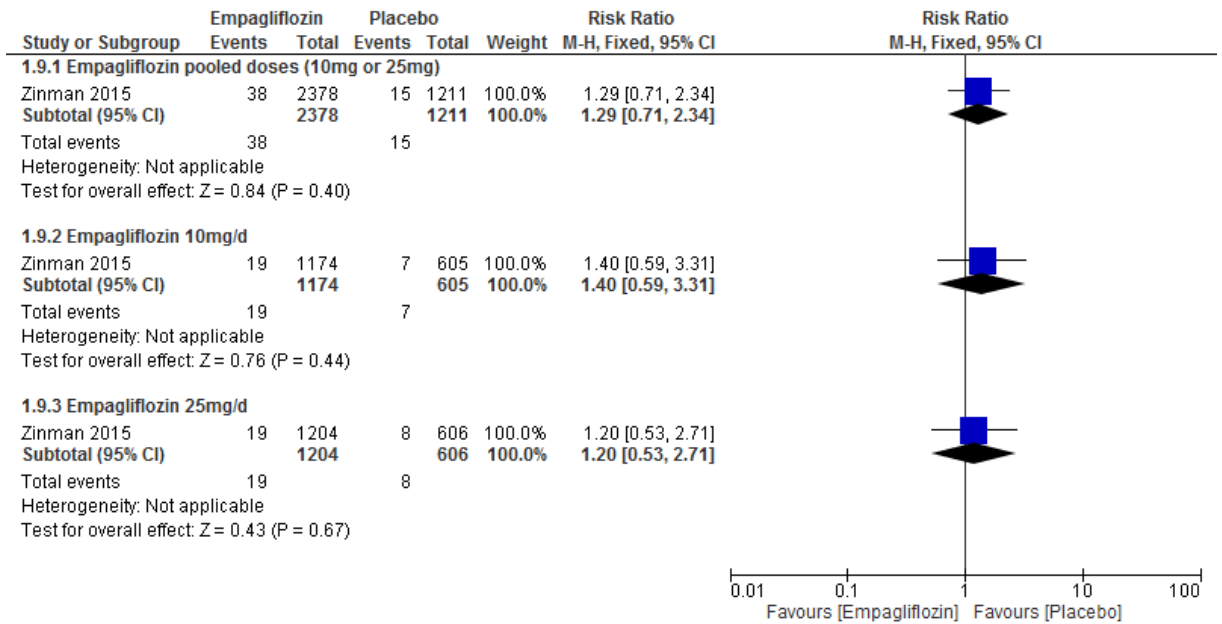 Empagliflozin Placebo Risk Ratio Risk Ratio
Study or Subgroup Events Total Events Total Weight M-H, Fixed, 95% CI M-H, Fixed, 95% CI
1.9.1 Empagliflozin pooled doses (10mg or 25mg)
Zinman 2015 38 2378 15 1211 100.0% 1.29 [0.71, 2.34]
Subtotal (95% CI) 2378 1211 100.0% 1.29 [0.71, 2.34]
Total events 38 15
Heterogeneity: Not applicable
Test for overall effect: Z = 0.84 (P = 0.40)
1.9.2 Empagliflozin 10mg/d
Zinman 2015 19 1174 7 605 100.0% 1.40 [0.59, 3.31]
Subtotal (95% CI) 1174 605 100.0% 1.40 [0.59, 3.31]
Total events 19 7
Heterogeneity: Not applicable
Test for overall effect: Z = 0.76 (P = 0.44)
1.9.3 Empagliflozin 25mg/d
Zinman 2015 19 1204 8 606 100.0% 1.20 [0.53, 2.71]
Subtotal (95% CI) 1204 606 100.0% 1.20 [0.53, 2.71]
Total events 19 8
Heterogeneity: Not applicable
Test for overall effect: Z = 0.43 (P = 0.67)
0.01 0.1 1 10 100
Favours [Empagliflozin] Favours [Placebo]